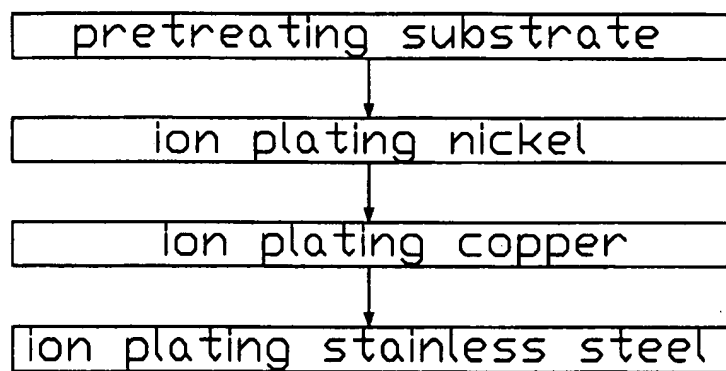 pretreating substrate
ion plating nickel
ion plating copper
ion plating stainless steel